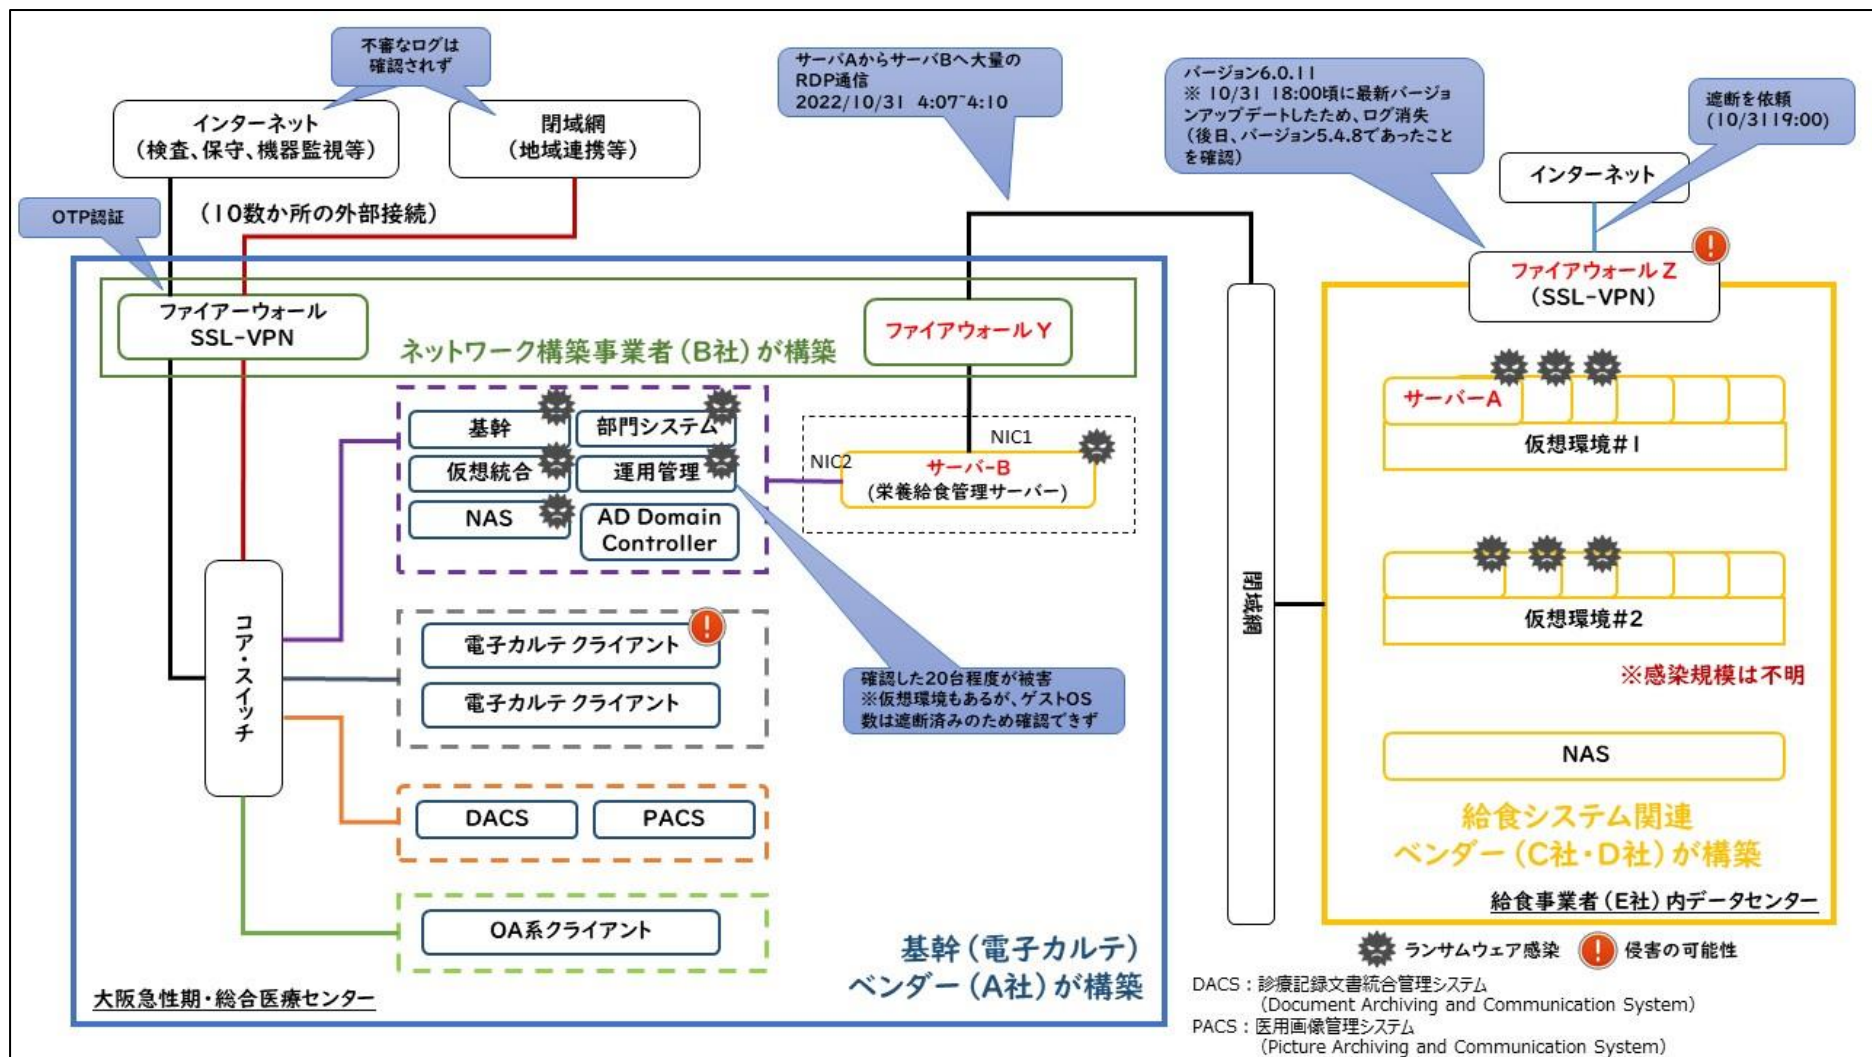 不審なログは
確認されず
サーバAからサーバBへ大量の
RDP通信
2022/10/31 4:07~4:10
バージョン6.0.11
※ 10/31 18:00頃に最新バージョ
ンアップデートしたため、ログ消失
(後日、バージョン5.4.8であったこと
を確認)
遮断を依頼
(10/3119:00)
インターネット
(検査、保守、機器監視等)
閉域網
(地域連携等)
インターネット
OTP認証
(10数か所の外部接続)
ファイアーウォール
SSL-VPN
ネットワーク構築事業者(B社)が構築
ファイアウォールY
ファイアウォールZ
(SSL-VPN)
基幹
部門システム
仮想統合
運用管理
NAS
AD Domain
Controller
NIC1
NIC2
サーバ-B
(栄養給食管理サーバー)
サーバーA
仮想環境#1
仮想環境#2
※感染規模は不明
NAS
給食システム関連
ベンダー(C社・D社)が構築
給食事業者(E社)内データセンター
閉域網
コア・スイッチ
電子カルテ クライアント
電子カルテ クライアント
確認した20台程度が被害
※仮想環境もあるが、ゲストOS
数は遮断済みのため確認できず
DACS
PACS
OA系クライアント
基幹(電子カルテ)
ベンダー(A社)が構築
大阪急性期・総合医療センター
ランサムウェア感染
侵害の可能性
DACS:診療記録文書統合管理システム
(Document Archiving and Communication System)
PACS:医用画像管理システム
(Picture Archiving and Communication System)